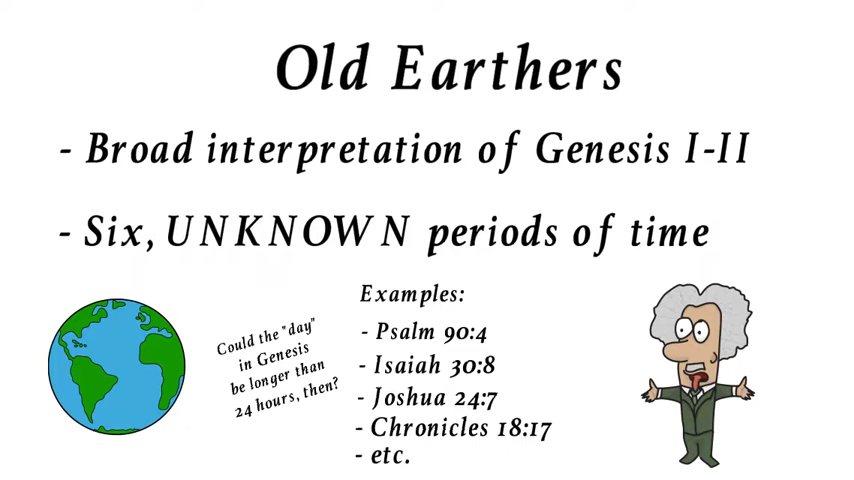 Old Earthers
- Broad interpretation of Genesis I-II
- Six, UNKNOWN periods of time
Could the "day"
in Genesis
be longer than
24 hours, then?
Examples:
- Psalm 90:4
- Isaiah 30:8
- Joshua 24:7
- Chronicles 18:17
- etc.